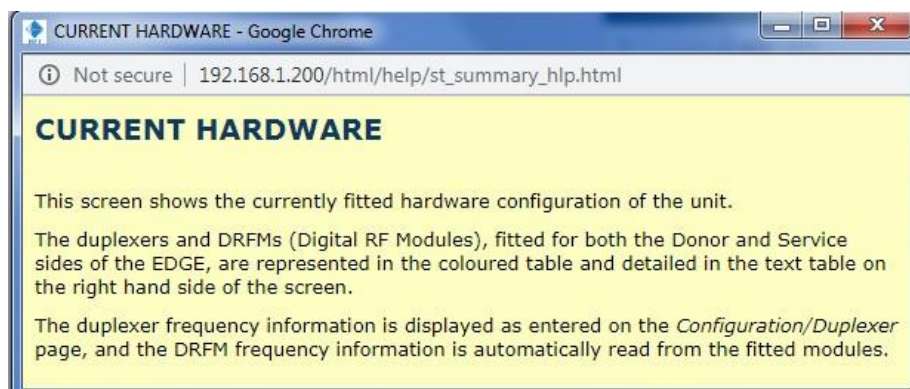 CURRENT HARDWARE - Google Chrome
Not secure | 192.168.1.200/html/help/st_summary_hlp.html
CURRENT HARDWARE
This screen shows the currently fitted hardware configuration of the unit.
The duplexers and DRFMs (Digital RF Modules), fitted for both the Donor and Service
sides of the EDGE, are represented in the coloured table and detailed in the text table on
the right hand side of the screen.
The duplexer frequency information is displayed as entered on the Configuration/Duplexer
page, and the DRFM frequency information is automatically read from the fitted modules.